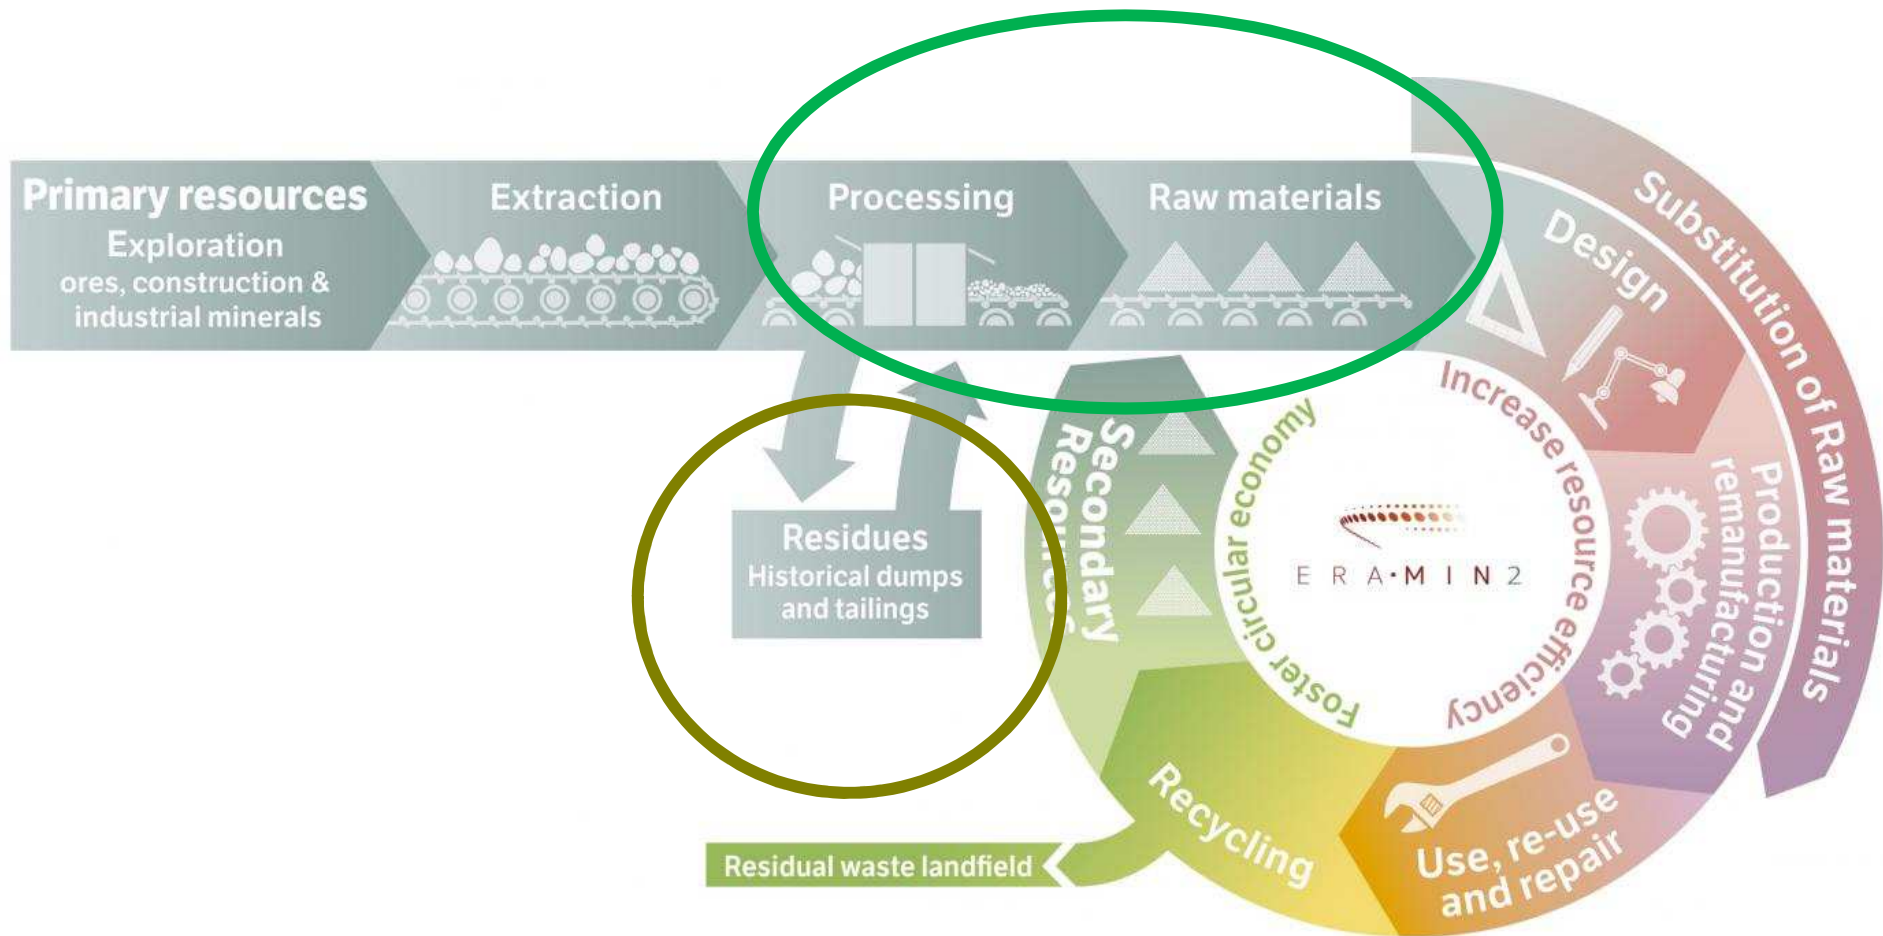 Primary resources
Exploration
ores, construction &
industrial minerals
Extraction
Processing
Raw materials
Residues
Historical dumps
and tailings
Substitution of Raw materials
Design
Production and
remanufacturing
Use, re-use
and repair
Recycling
Residual waste landfield
Secondary
Resources
Increase resource efficiency
Foster circular economy
ERA·MIN2